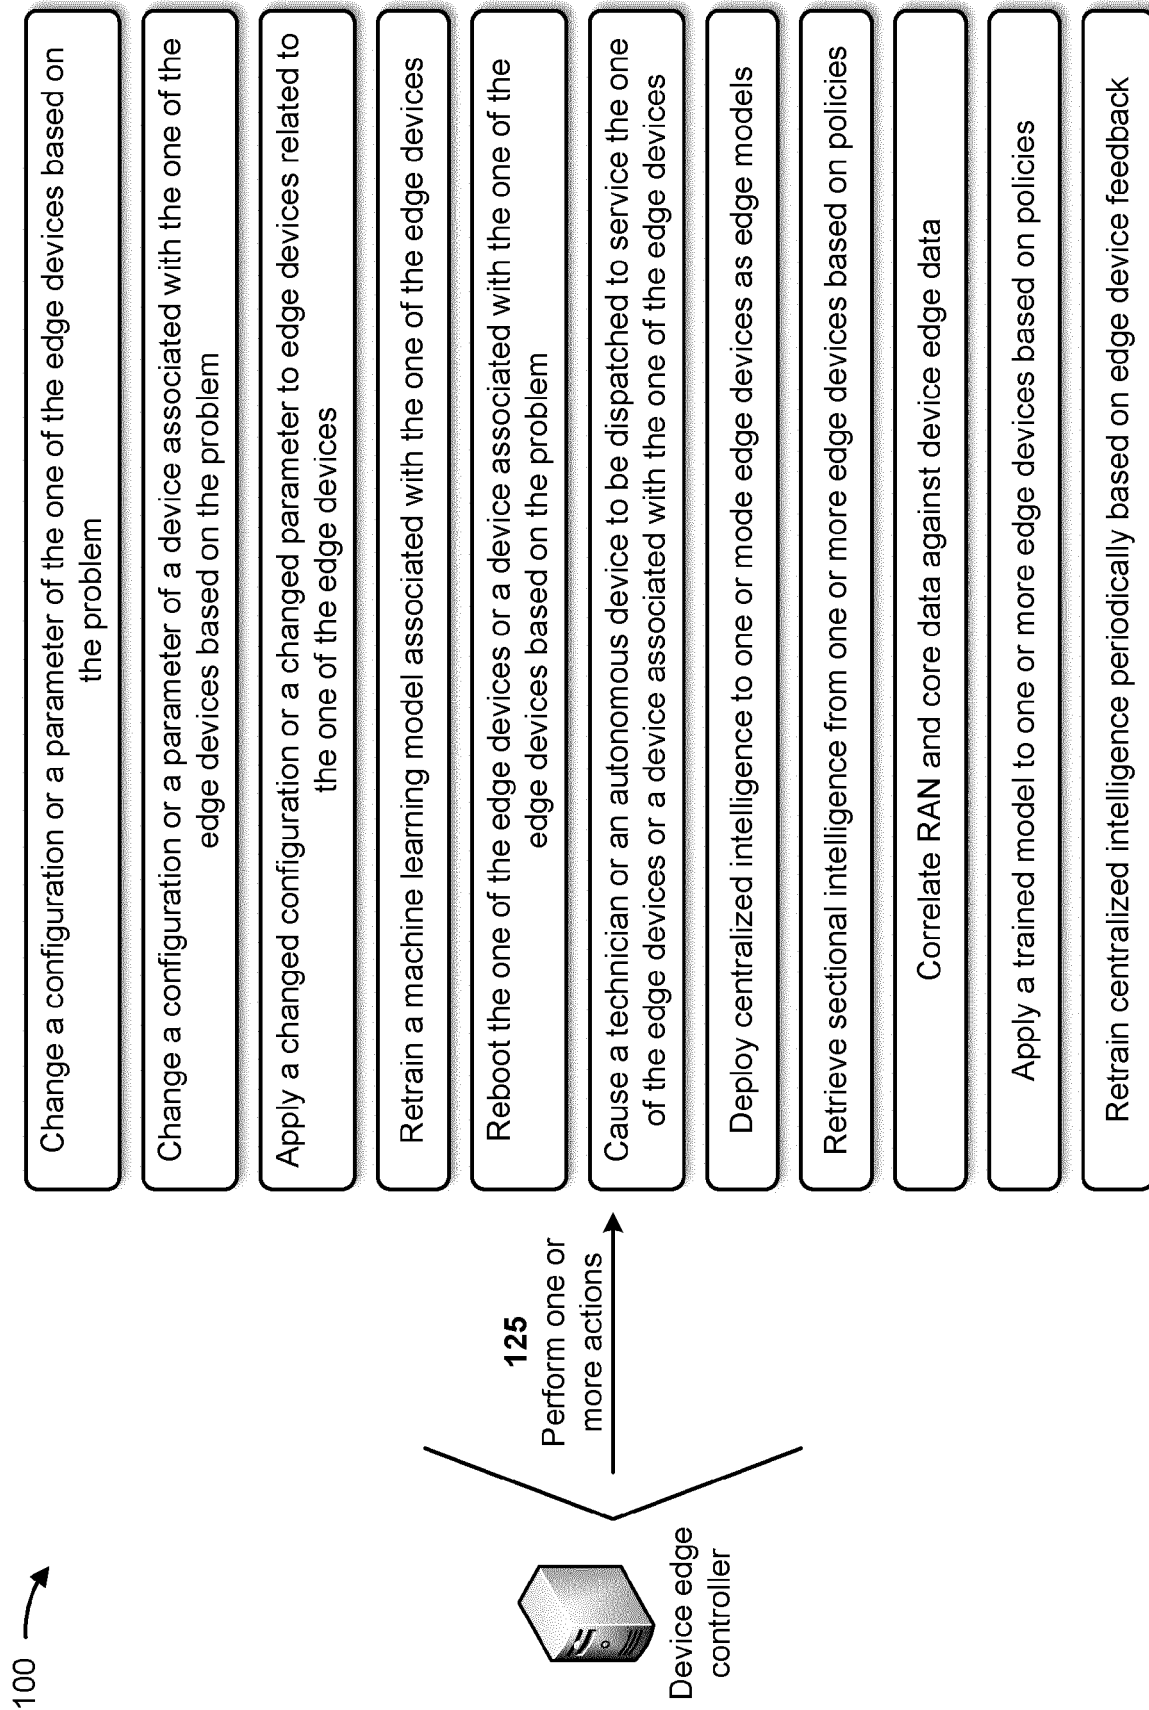 100
Device edge
controller
125
Perform one or
more actions
Change a configuration or a parameter of the one of the edge devices based on
the problem
Change a configuration or a parameter of a device associated with the one of the
edge devices based on the problem
Apply a changed configuration or a changed parameter to edge devices related to
the one of the edge devices
Retrain a machine learning model associated with the one of the edge devices
Reboot the one of the edge devices or a device associated with the one of the
edge devices based on the problem
Cause a technician or an autonomous device to be dispatched to service the one
of the edge devices or a device associated with the one of the edge devices
Deploy centralized intelligence to one or mode edge devices as edge models
Retrieve sectional intelligence from one or more edge devices based on policies
Correlate RAN and core data against device edge data
Apply a trained model to one or more edge devices based on policies
Retrain centralized intelligence periodically based on edge device feedback